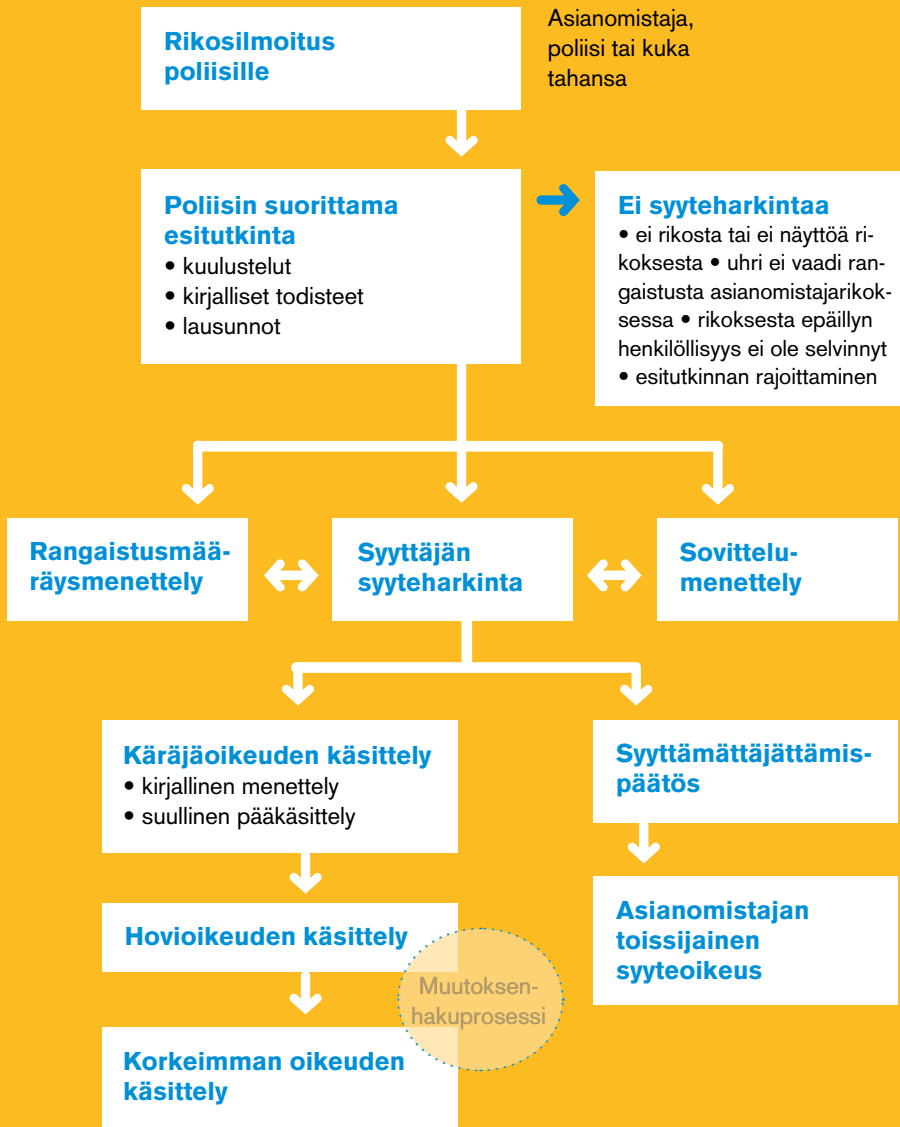 Rikosilmoitus
poliisille
Asianomistaja,
poliisi tai kuka
tahansa
Poliisin suorittama
esitutkinta
• kuulustelut
• kirjalliset todisteet
• lausunnot
Ei syyteharkintaa
• ei rikosta tai ei näyttöä ri-
koksesta • uhri ei vaadi ran-
gaistusta asianomistajarikok-
sessa • rikoksesta epäillyn
henkilöllisyys ei ole selvinnyt
• esitutkinnan rajoittaminen
Rangaistusmää-
räysmenettely
Syyttäjän
syyteharkinta
Sovittelu-
menettely
Käräjäoikeuden käsittely
• kirjallinen menettely
• suullinen pääkäsittely
Syyttämättäjättämis-
päätös
Hovioikeuden käsittely
Asianomistajan
toissijainen
syyteoikeus
Muutoksen-
hakuprosessi
Korkeimman oikeuden
käsittely